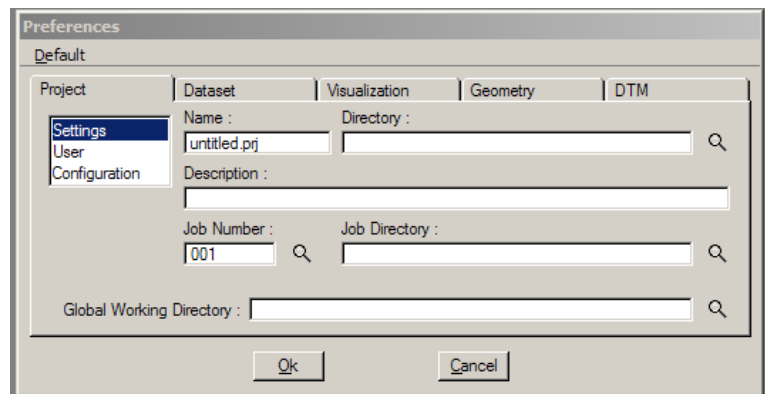 Preferences
Default
Project Dataset Visualization Geometry DTM
Settings
User
Configuration
Name : Directory :
untitled.prj
Description :
Job Number : Job Directory :
001
Global Working Directory :
Ok Cancel